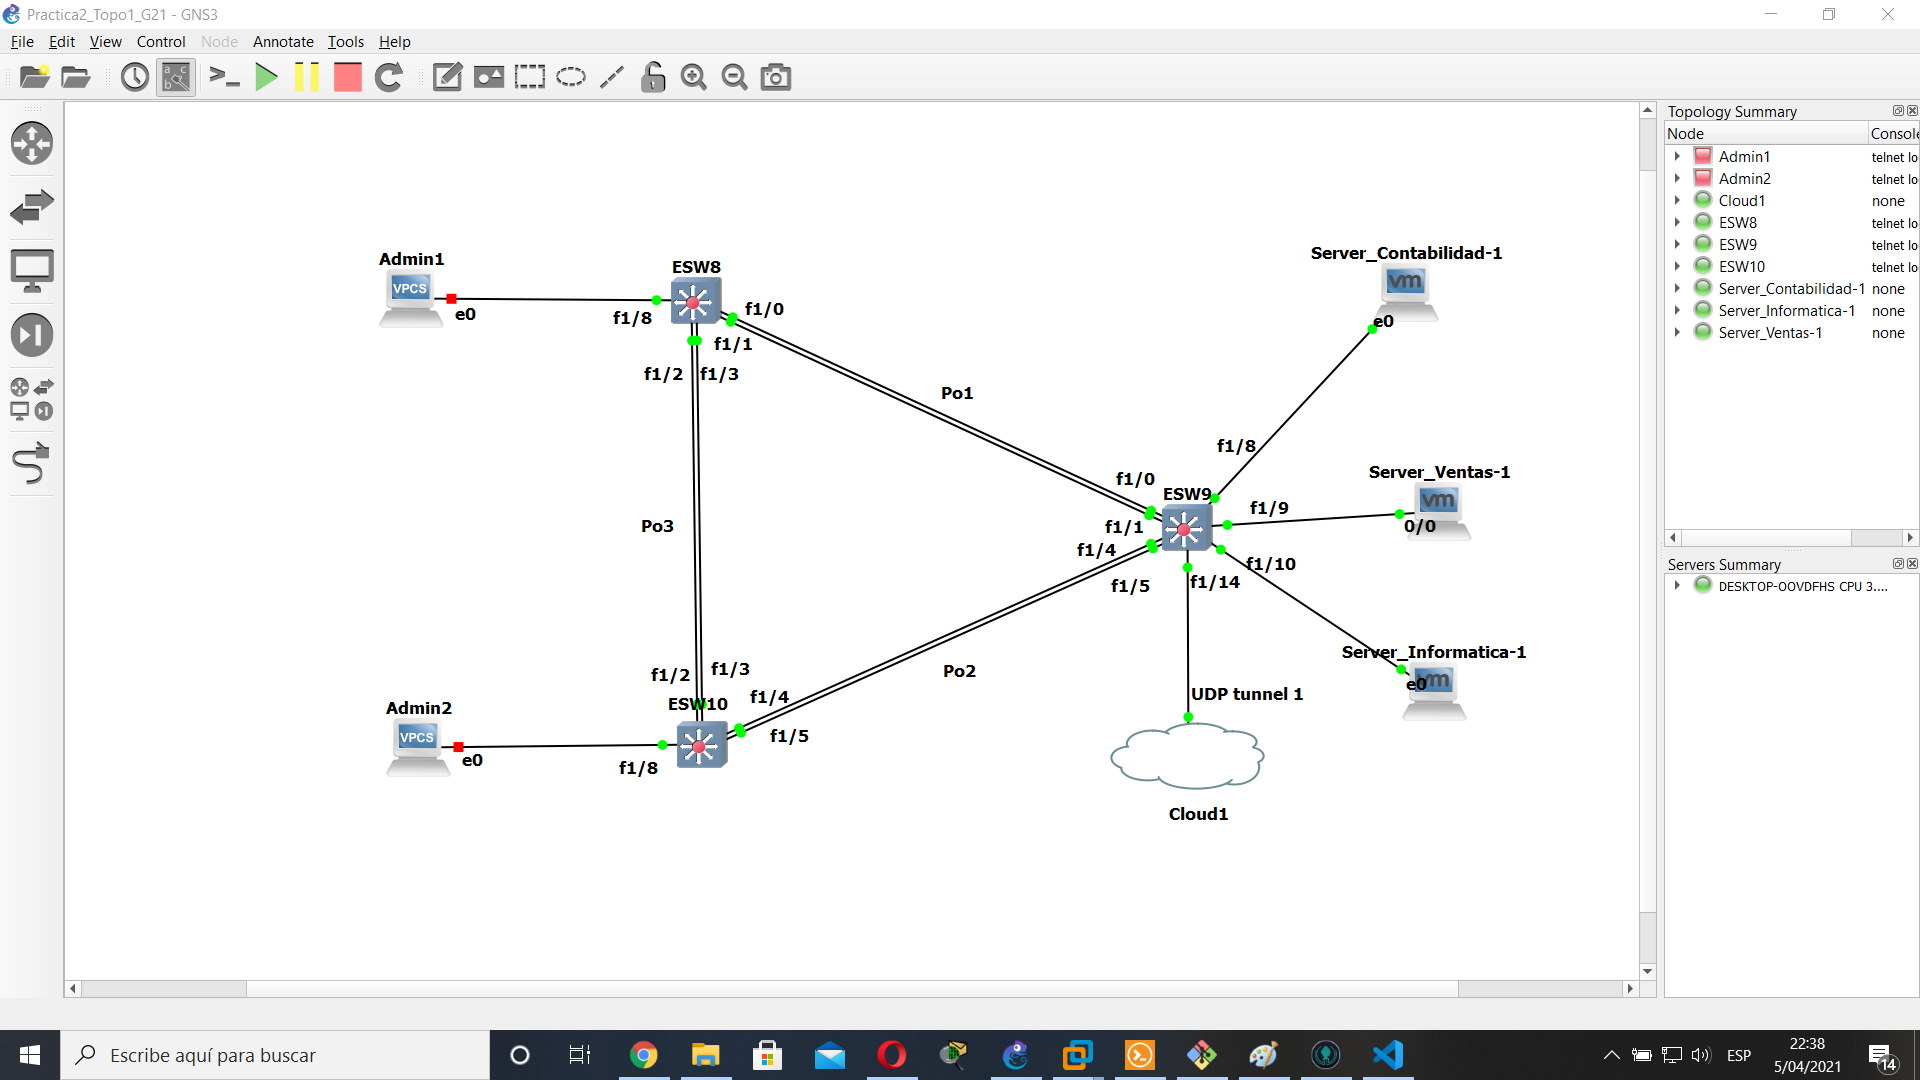 Practica2_Topo1_G21 - GNS3
File Edit View Control Node Annotate Tools Help
Topology Summary
Node Console
Admin1 telnet lo
Admin2 telnet lo
Cloud1 none
ESW8 telnet lo
ESW9 telnet lo
ESW10 telnet lo
Server_Contabilidad-1 none
Server_Informatica-1 none
Server_Ventas-1 none
Servers Summary
DESKTOP-OOVDFHS CPU 3....
Admin1
VPCS
e0
f1/8
ESW8
f1/0
f1/1
f1/2
f1/3
Po1
Server_Contabilidad-1
vm
e0
f1/8
f1/0
ESW9
f1/1
f1/4
f1/5
f1/9
f1/10
f1/14
Server_Ventas-1
vm
0/0
Po3
Server_Informatica-1
vm
e0
Po2
f1/2
f1/3
ESW10
f1/4
f1/5
Admin2
VPCS
e0
f1/8
UDP tunnel 1
Cloud1
Escribe aquí para buscar
ESP
22:38
5/04/2021
14